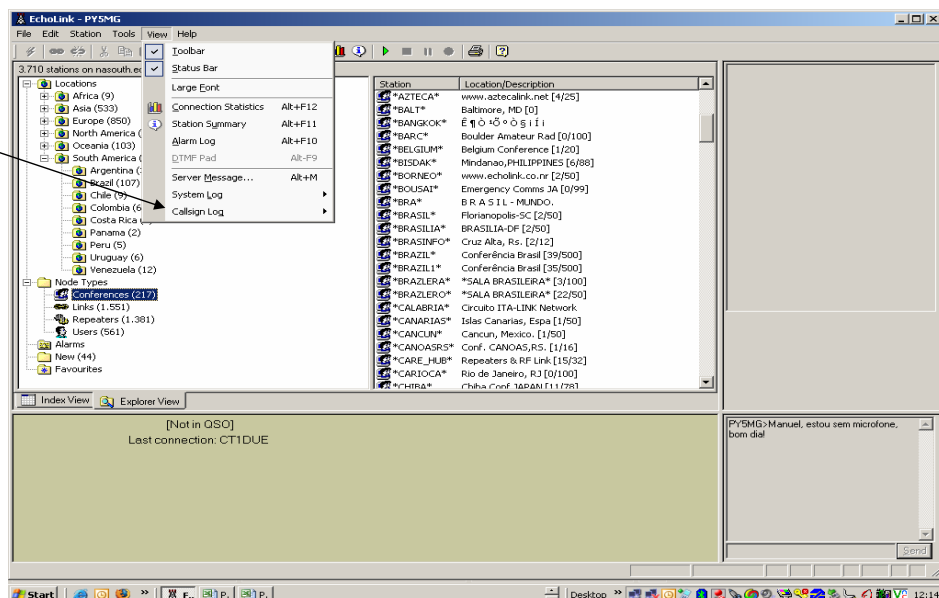 EchoLink - PY5MG
File Edit Station Tools View Help
3.710 stations on nasouth.ec
Toolbar
Status Bar
Large Font
Connection Statistics Alt+F12
Station Summary Alt+F11
Alarm Log Alt+F10
DTMF Pad Alt-F9
Server Message... Alt+M
System Log
Callsign Log
Locations
Africa (9)
Asia (533)
Europe (850)
North America (
Oceania (103)
South America (
Argentina (
Brazil (107)
Chile (9)
Colombia (6
Costa Rica
Panama (2)
Peru (5)
Uruguay (6)
Venezuela (12)
Node Types
Conferences (217)
Links (1.551)
Repeaters (1.381)
Users (561)
Alarms
New (44)
Favourites
Station Location/Description
*AZTECA* www.aztecalink.net [4/25]
*BALT* Baltimore, MD [0]
*BANGKOK*
*BARC* Boulder Amateur Rad [0/100]
*BELGIUM* Belgium Conference [1/20]
*BISDAK* Mindanao,PHILIPPINES [6/88]
*BORNEO* www.echolink.co.nr [2/50]
*BOUSAI* Emergency Comms JA [0/99]
*BRA* B R A S I L - MUNDO.
*BRASIL* Florianopolis-SC [2/50]
*BRASILIA* BRASILIA-DF [2/50]
*BRASINFO* Cruz Alta, Rs. [2/12]
*BRAZIL* Conferência Brasil [39/500]
*BRAZIL1* Conferência Brasil [35/500]
*BRAZLERA* *SALA BRASILEiRA* [3/100]
*BRAZLERO* *SALA BRASILEiRA* [22/50]
*CALABRIA* Circuito ITA-LINK Network
*CANARIAS* Islas Canarias, Espa [1/50]
*CANCUN* Cancun, Mexico. [1/50]
*CANOASRS* Conf. CANOAS,RS. [1/16]
*CARE_HUB* Repeaters & RF Link [15/32]
*CARIOCA* Rio de Janeiro, RJ [0/100]
*CHIBA* Chiba Conf JAPAN [11/78]
Index View Explorer View
[Not in QSO]
Last connection: CT1DUE
PY5MG>Manuel, estou sem microfone,
bom dia!
Send
Start » E.. P. P. Desktop » 12:14